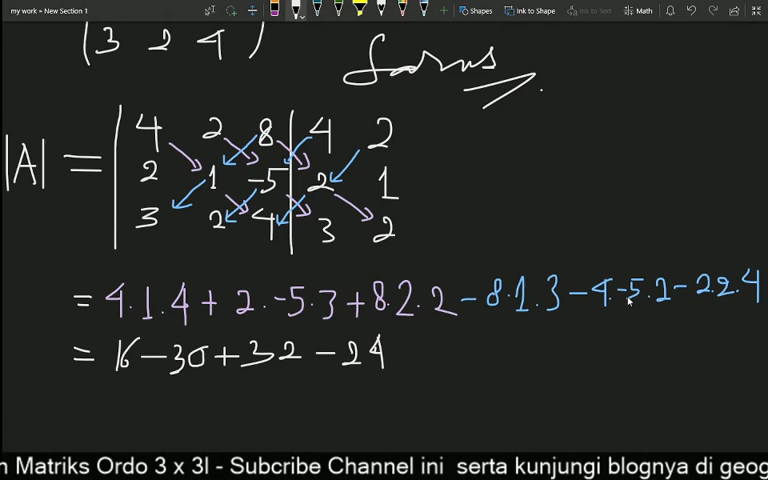 my work » New Section 1
Shapes Ink to Shape Ink to Text Math
(3 2 4)
Sarrus
|A| = | 4 2 8 | 4 2
2 1 -5 | 2 1
3 2 4 | 3 2
= 4.1.4 + 2.-5.3 + 8.2.2 - 8.1.3 - 4.-5.2 - 2.2.4
= 16 - 30 + 32 - 24
n Matriks Ordo 3 x 3I - Subcribe Channel ini serta kunjungi blognya di geog